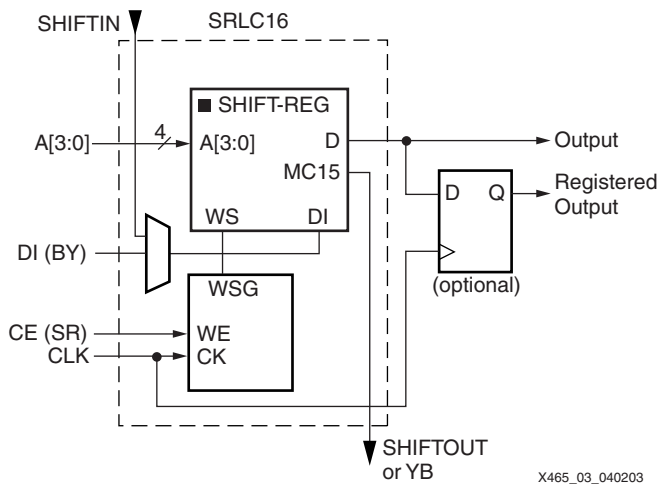 SHIFTIN
SRLC16
SHIFT-REG
A[3:0]
4
A[3:0]
D
Output
MC15
D
Q
Registered
Output
WS
DI
DI (BY)
(optional)
WSG
CE (SR)
WE
CLK
CK
SHIFTOUT
or YB
X465_03_040203